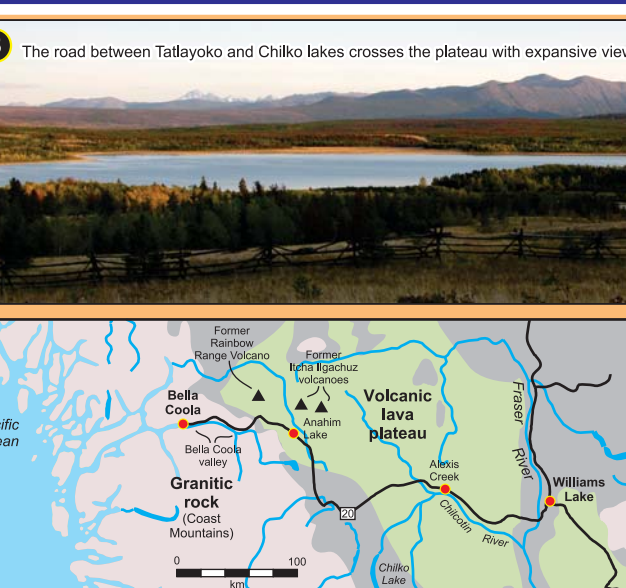 The road between Tatlayoko and Chilko lakes crosses the plateau with expansive
Former
Rainbow
Range Volcano
Former
Itcha Ilgachuz
volcanoes
Bella
Coola
Volcanic
lava
plateau
Fraser
River
Anahim
Lake
Bella Coola
valley
Alexis
Creek
Granitic
rock
(Coast
Mountains)
Williams
Lake
20
Chilcotin
River
Chilko
Lake
0 100
km